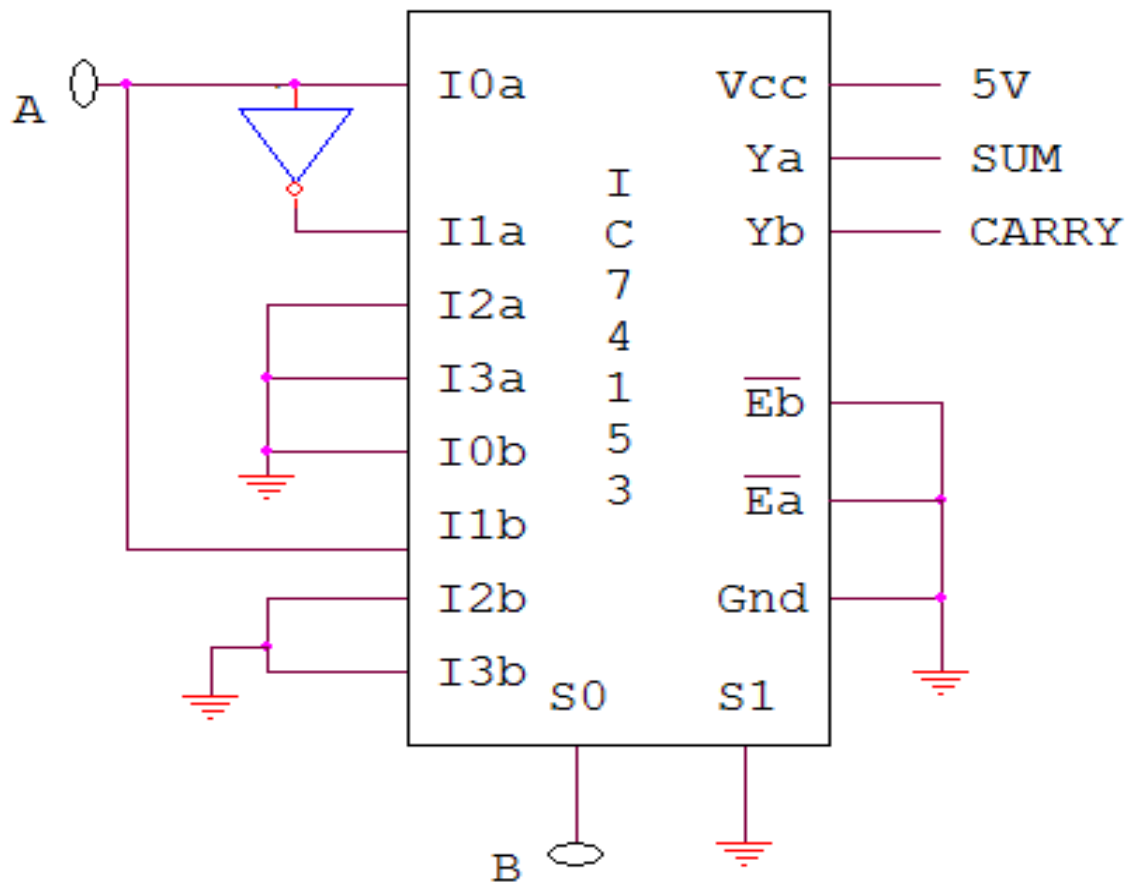 A
I0a
I1a
I2a
I3a
I0b
I1b
I2b
I3b
I
C
7
4
1
5
3
Vcc
Ya
Yb
Eb
Ea
Gnd
5V
SUM
CARRY
S0
S1
B